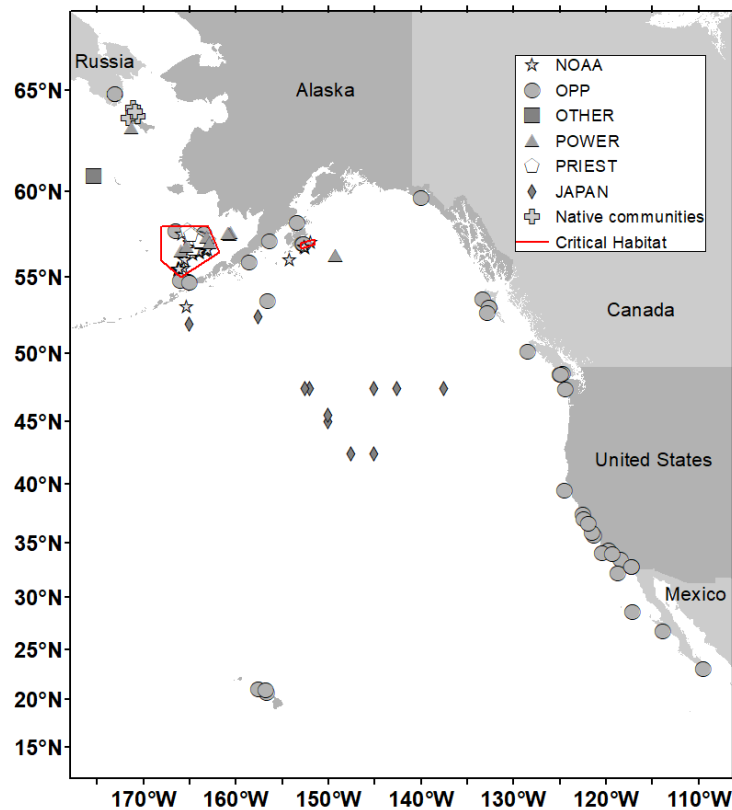 Russia
Alaska
Canada
United States
Mexico
NOAA
OPP
OTHER
POWER
PRIEST
JAPAN
Native communities
Critical Habitat
65°N
60°N
55°N
50°N
45°N
40°N
35°N
30°N
25°N
20°N
15°N
170°W 160°W 150°W 140°W 130°W 120°W 110°W